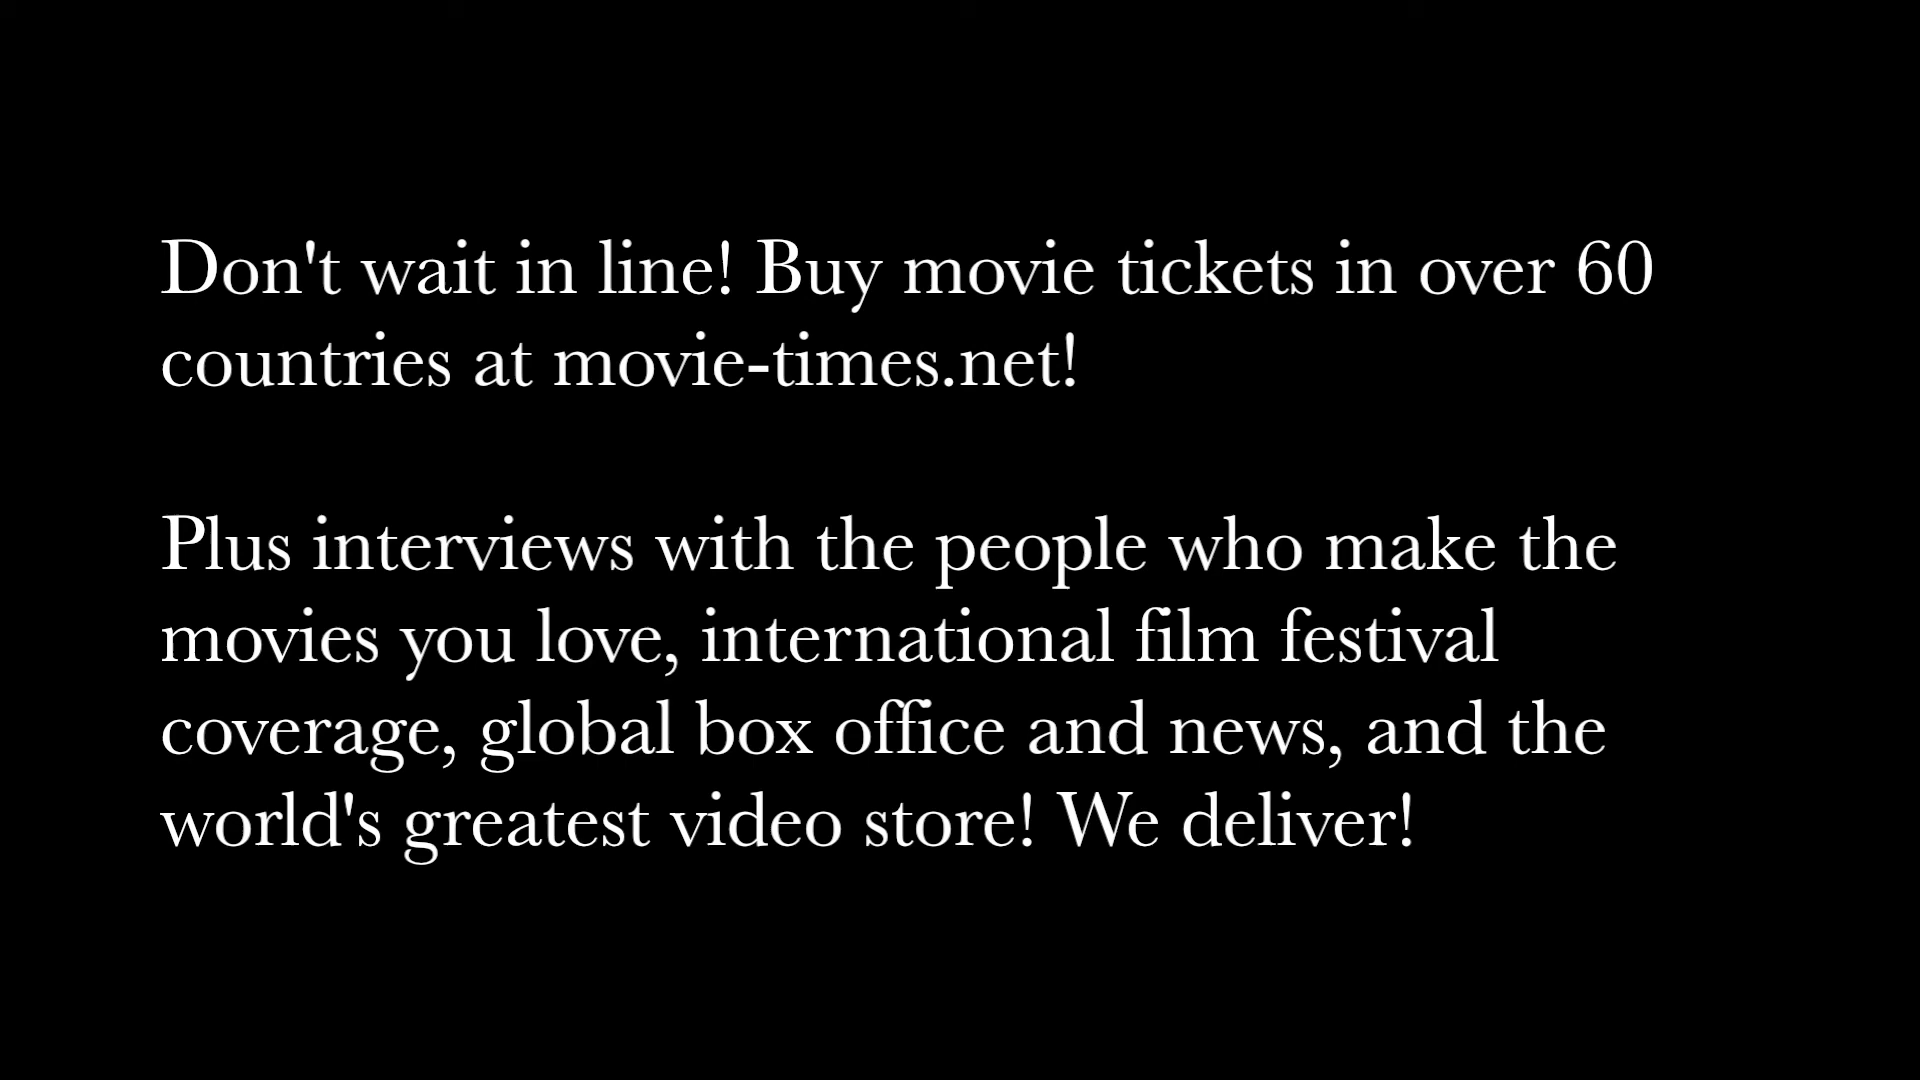 Don't wait in line! Buy movie tickets in over 60
countries at movie-times.net!
Plus interviews with the people who make the
movies you love, international film festival
coverage, global box office and news, and the
world's greatest video store! We deliver!